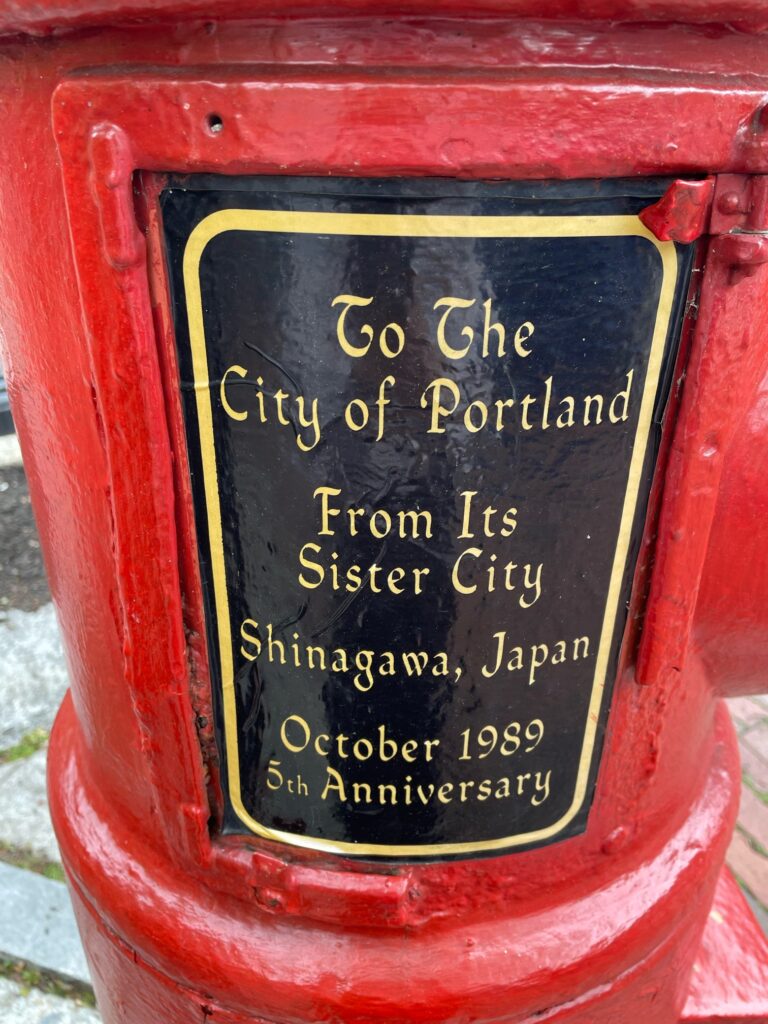 To The
City of Portland
From Its
Sister City
Shinagawa, Japan
October 1989
5th Anniversary